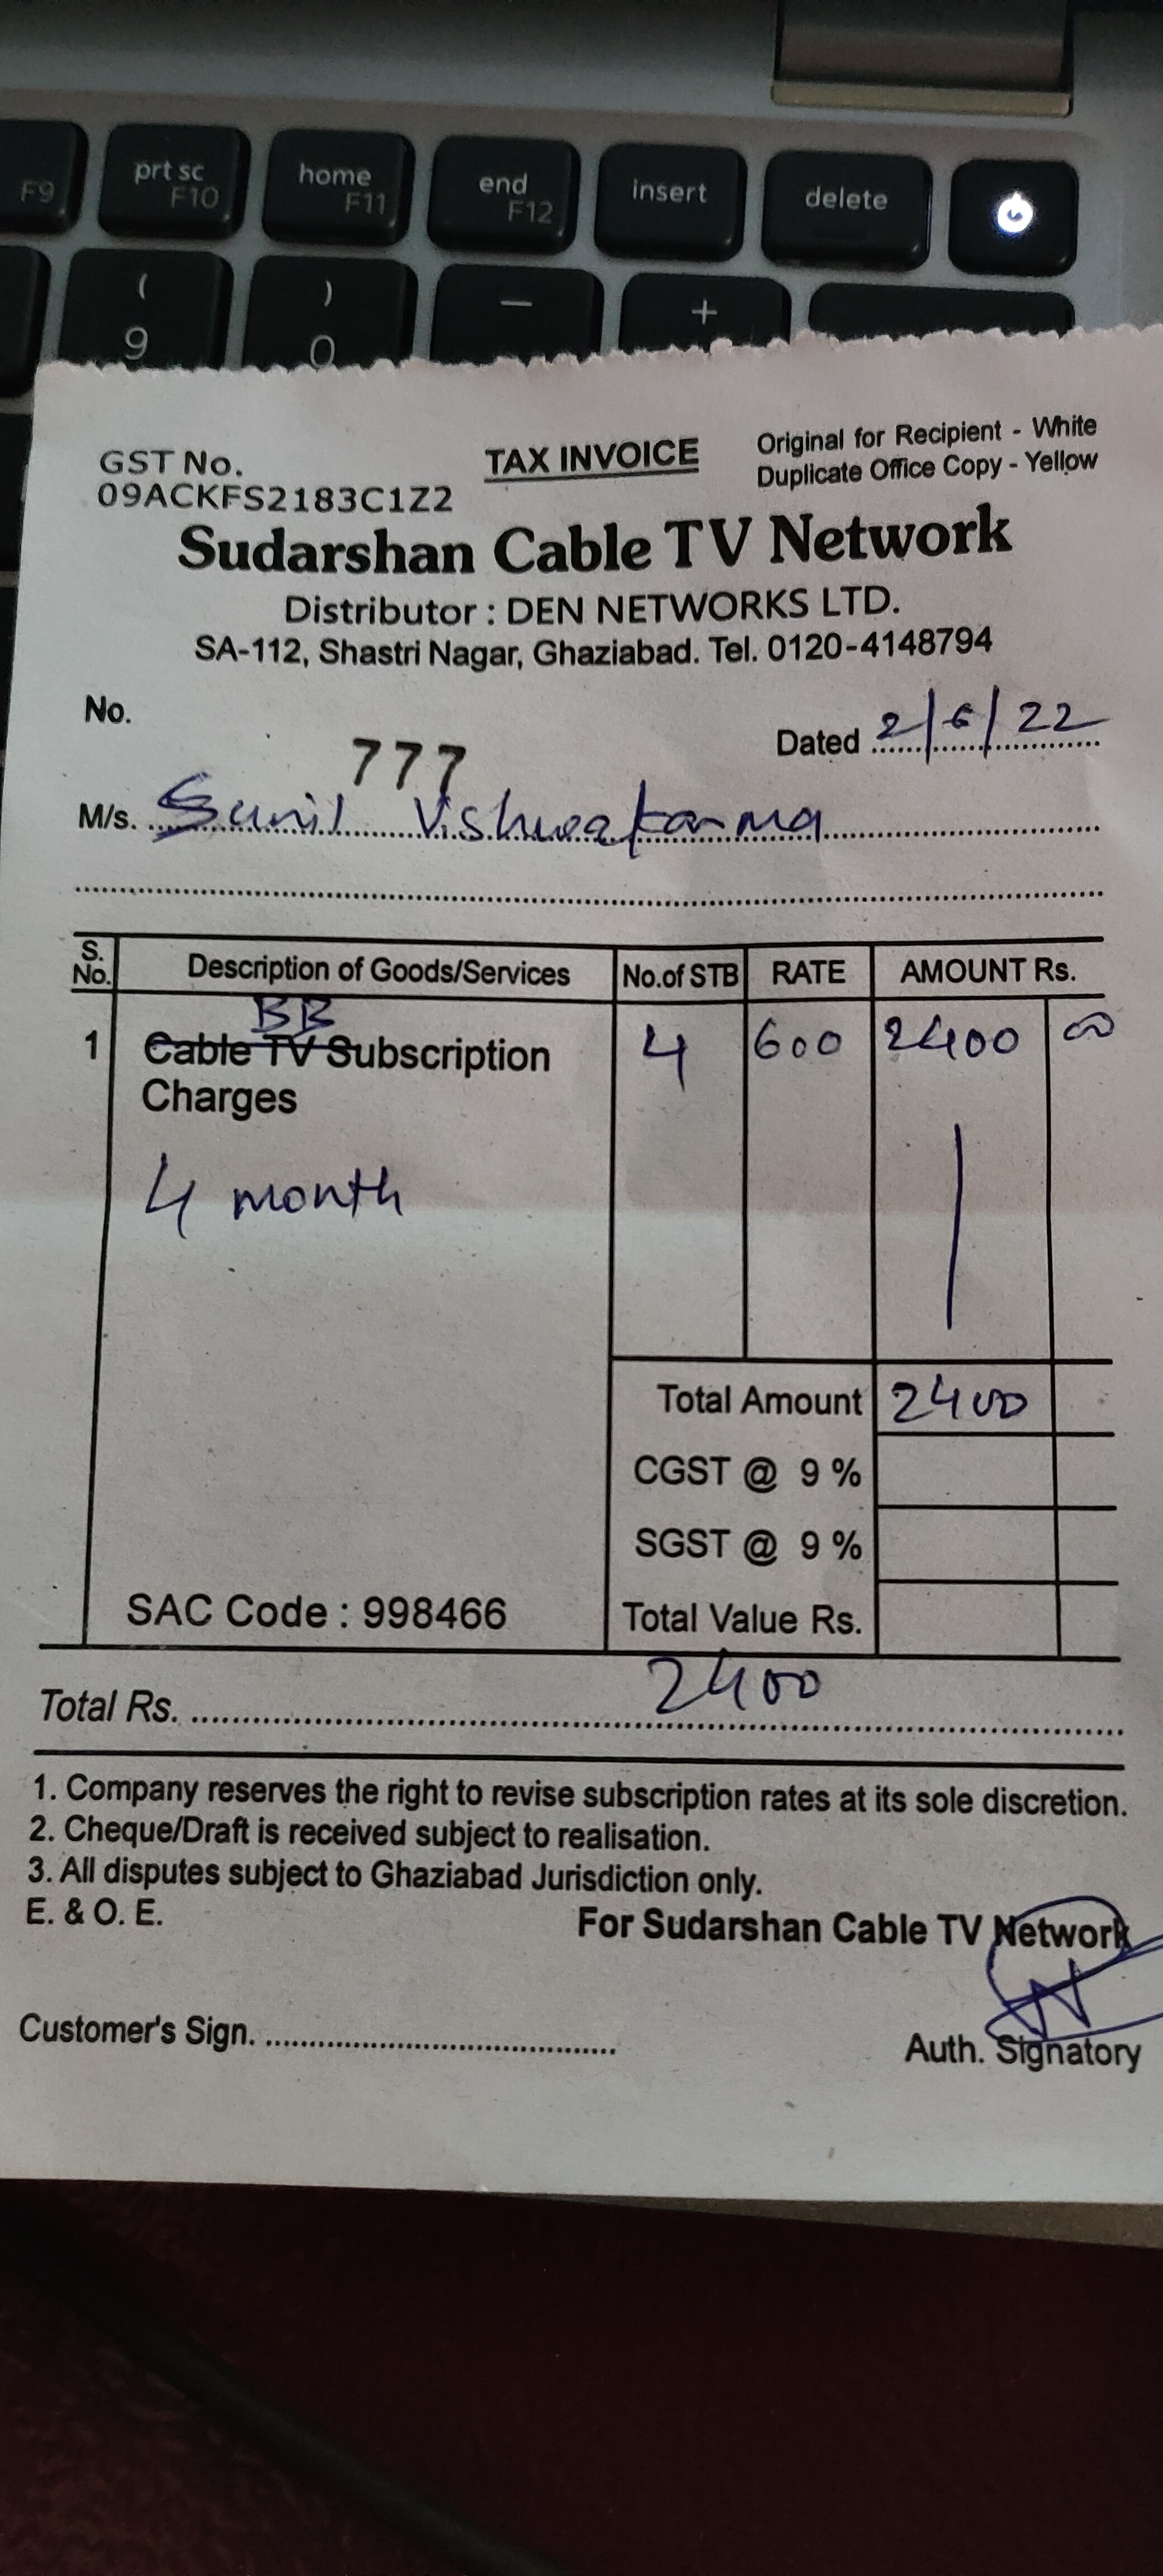 F9 prt sc F10 home F11 end F12 insert delete
( 9 ) 0 — +
GST No. TAX INVOICE Original for Recipient - White
09ACKFS2183C1Z2 Duplicate Office Copy - Yellow
Sudarshan Cable TV Network
Distributor : DEN NETWORKS LTD.
SA-112, Shastri Nagar, Ghaziabad. Tel. 0120-4148794
No. 777 Dated 2/6/22
M/s. Sunil Vishwakarma
S. No. Description of Goods/Services No.of STB RATE AMOUNT Rs.
BB
1 Cable TV Subscription 4 600 2400 00
Charges
4 month
Total Amount 2400
CGST @ 9 %
SGST @ 9 %
SAC Code : 998466 Total Value Rs.
Total Rs. 2400
1. Company reserves the right to revise subscription rates at its sole discretion.
2. Cheque/Draft is received subject to realisation.
3. All disputes subject to Ghaziabad Jurisdiction only.
E. & O. E.
For Sudarshan Cable TV Network
Customer's Sign. Auth. Signatory